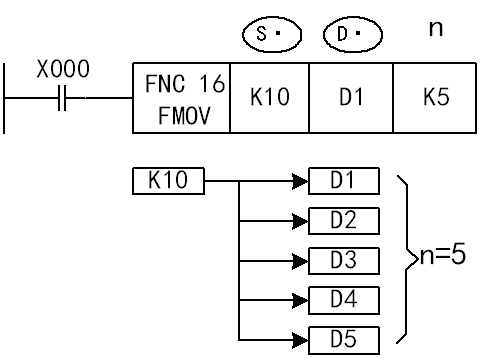 S· D· n
X000
FNC 16
FMOV
K10 D1 K5
K10 D1
D2
D3 n=5
D4
D5